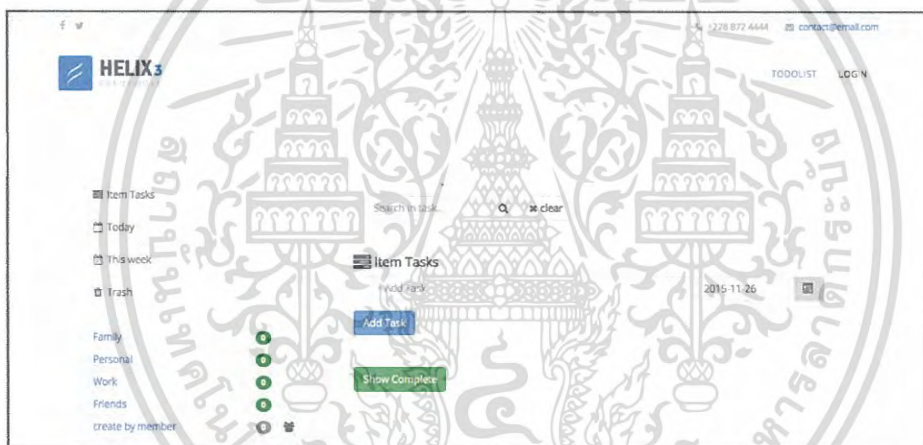 +278 872 4444 contact@email.com
HELIX3
TODOLIST LOGIN
Item Tasks
Today
This week
Trash
Search in task...
clear
Item Tasks
Add Task
2015-11-26
Add Task
Show Complete
Family 0
Personal 0
Work 0
Friends 0
create by member 0